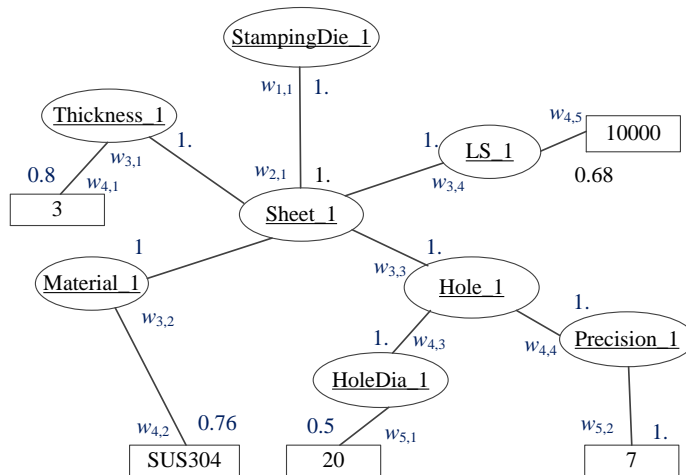 StampingDie_1
w1,1 1.
Thickness_1
1.
w3,1
0.8
w4,1
3
w2,1 1.
1.
LS_1
w3,4
w4,5
10000
0.68
Sheet_1
1
Material_1
w3,2
1.
w3,3
Hole_1
1.
w4,3
1.
w4,4
Precision_1
HoleDia_1
0.76
w4,2
SUS304
0.5
w5,1
20
w5,2
1.
7